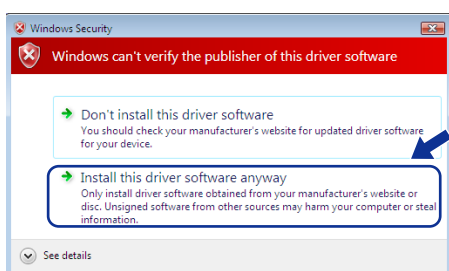 Windows Security
Windows can't verify the publisher of this driver software
Don't install this driver software
You should check your manufacturer's website for updated driver software
for your device.
Install this driver software anyway
Only install driver software obtained from your manufacturer's website or
disc. Unsigned software from other sources may harm your computer or steal
information.
See details